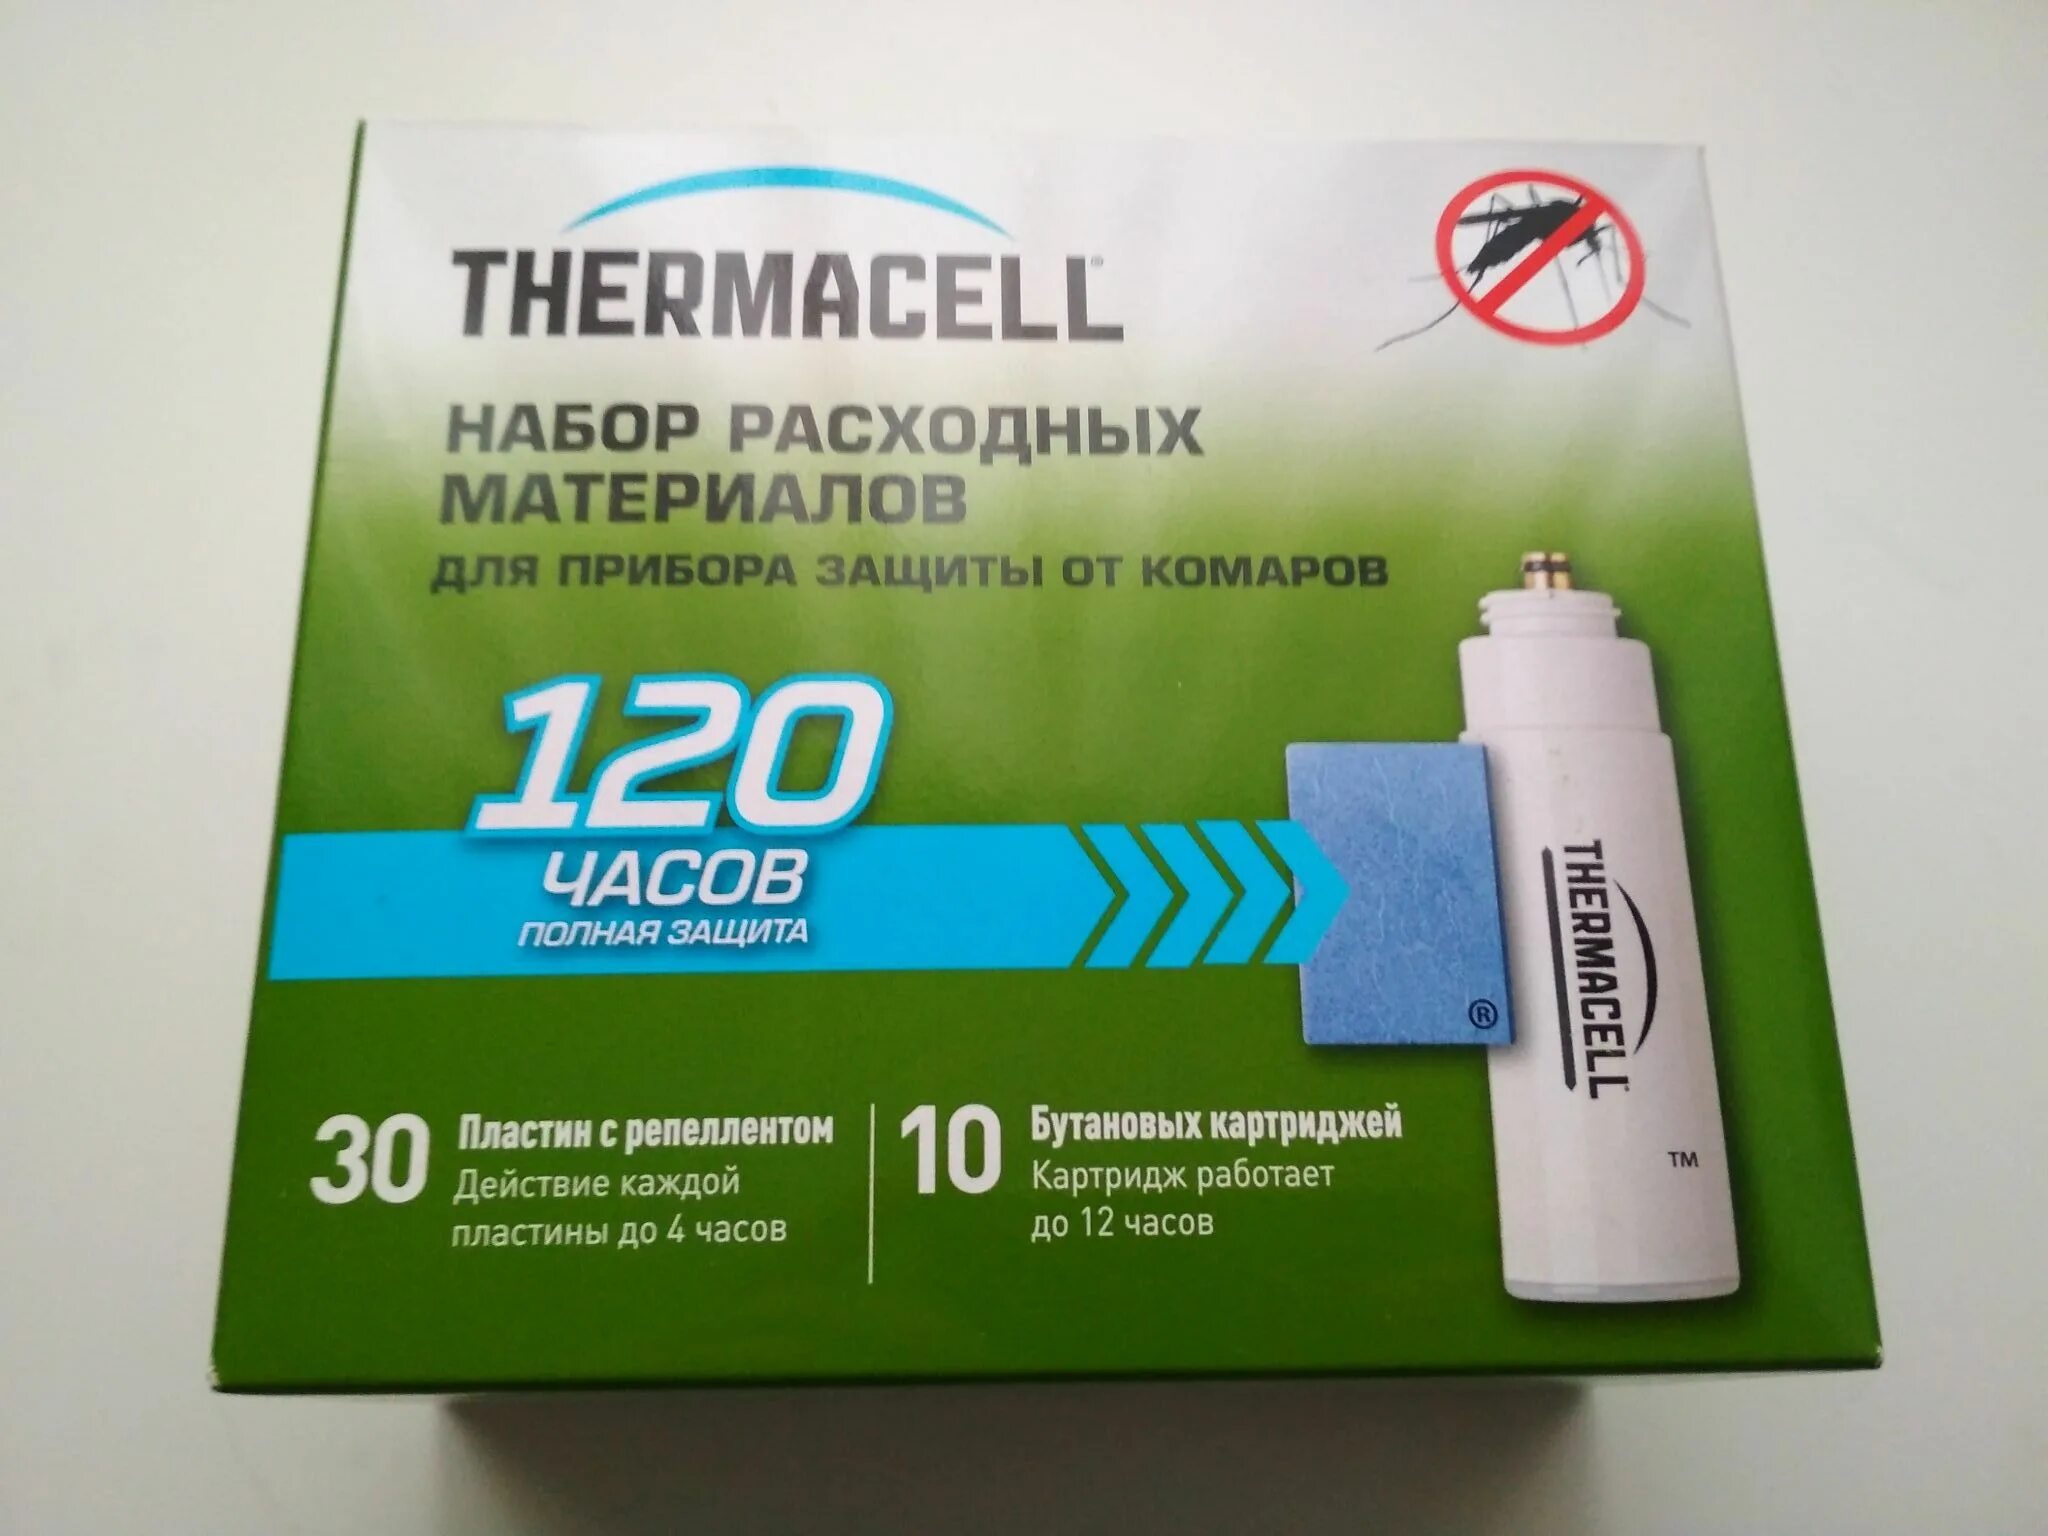 THERMACELL®
НАБОР РАСХОДНЫХ
МАТЕРИАЛОВ
ДЛЯ ПРИБОРА ЗАЩИТЫ ОТ КОМАРОВ
120
ЧАСОВ
ПОЛНАЯ ЗАЩИТА
®
THERMACELL
TM
30 Пластин с репеллентом
Действие каждой
пластины до 4 часов
10 Бутановых картриджей
Картридж работает
до 12 часов